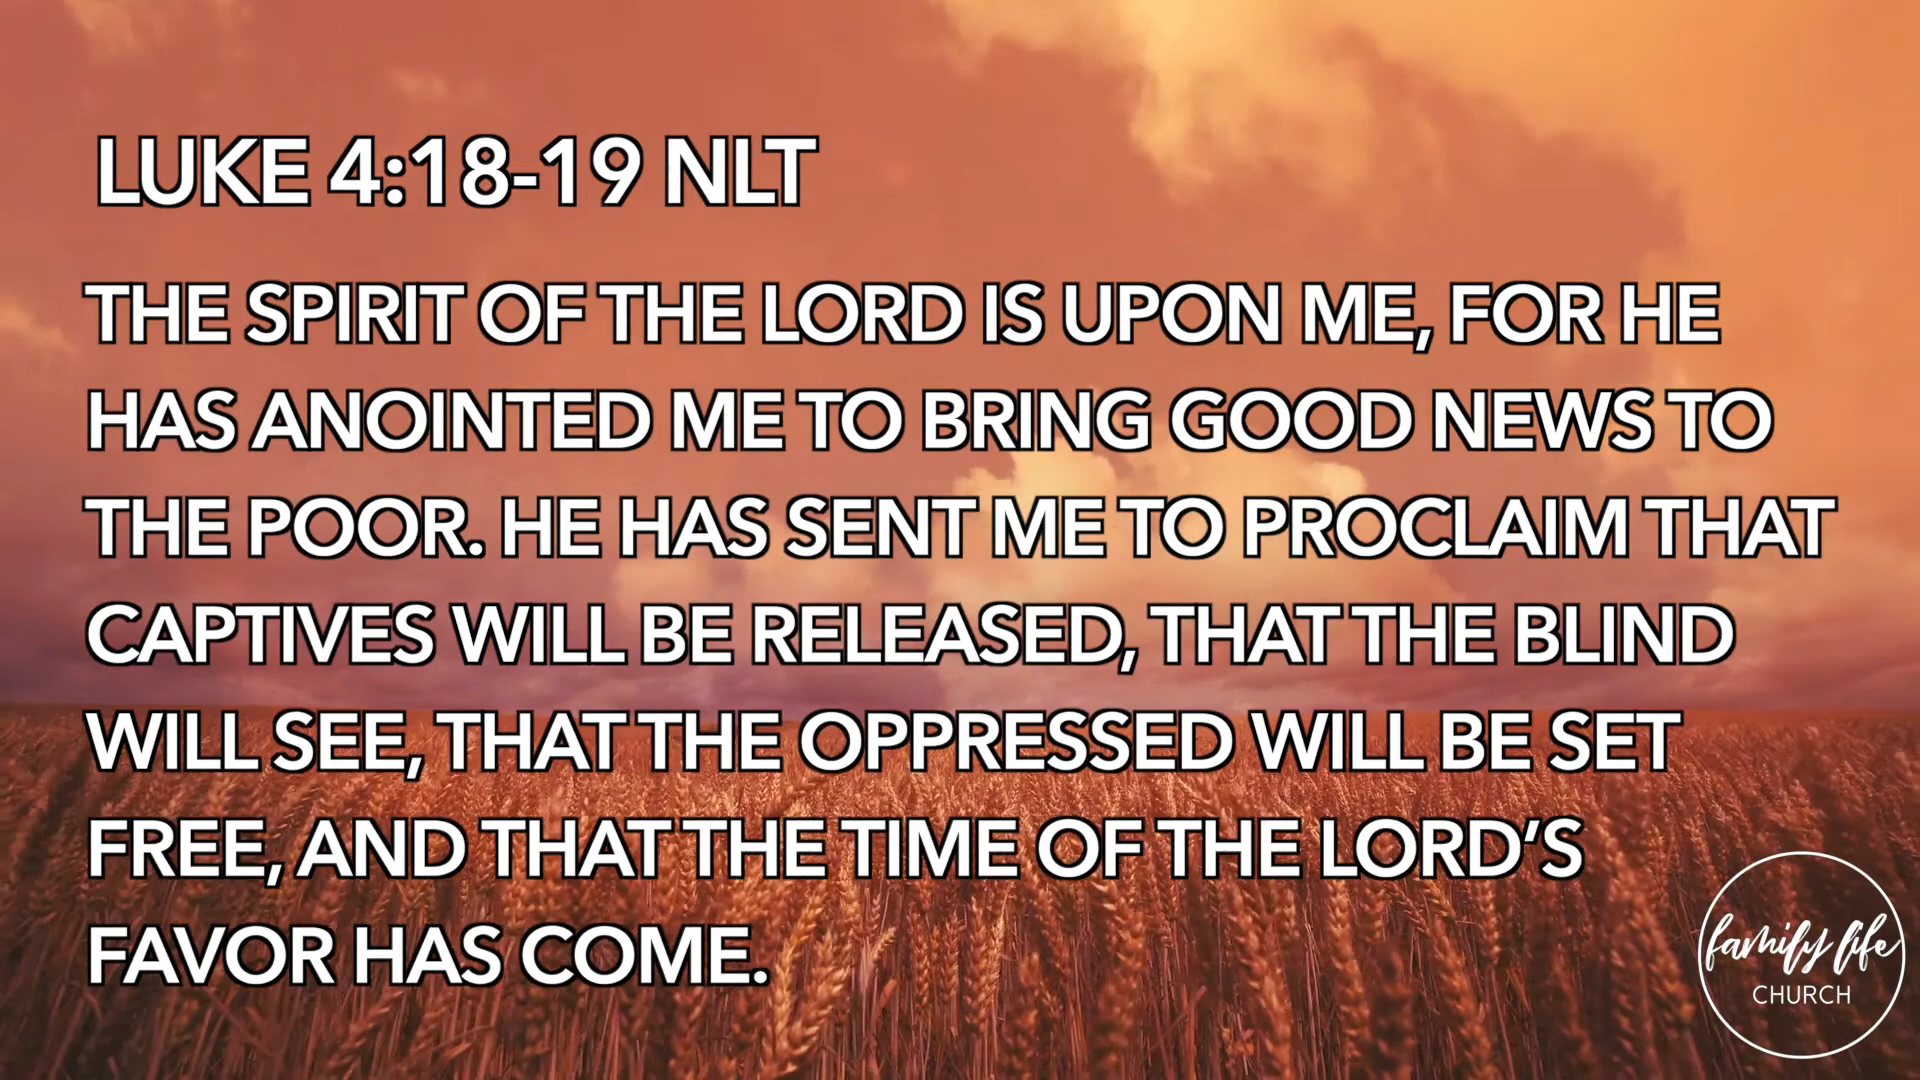 LUKE 4:18-19 NLT
THE SPIRIT OF THE LORD IS UPON ME, FOR HE
HAS ANOINTED ME TO BRING GOOD NEWS TO
THE POOR. HE HAS SENT ME TO PROCLAIM THAT
CAPTIVES WILL BE RELEASED, THAT THE BLIND
WILL SEE, THAT THE OPPRESSED WILL BE SET
FREE, AND THAT THE TIME OF THE LORD’S
FAVOR HAS COME.
family life
CHURCH